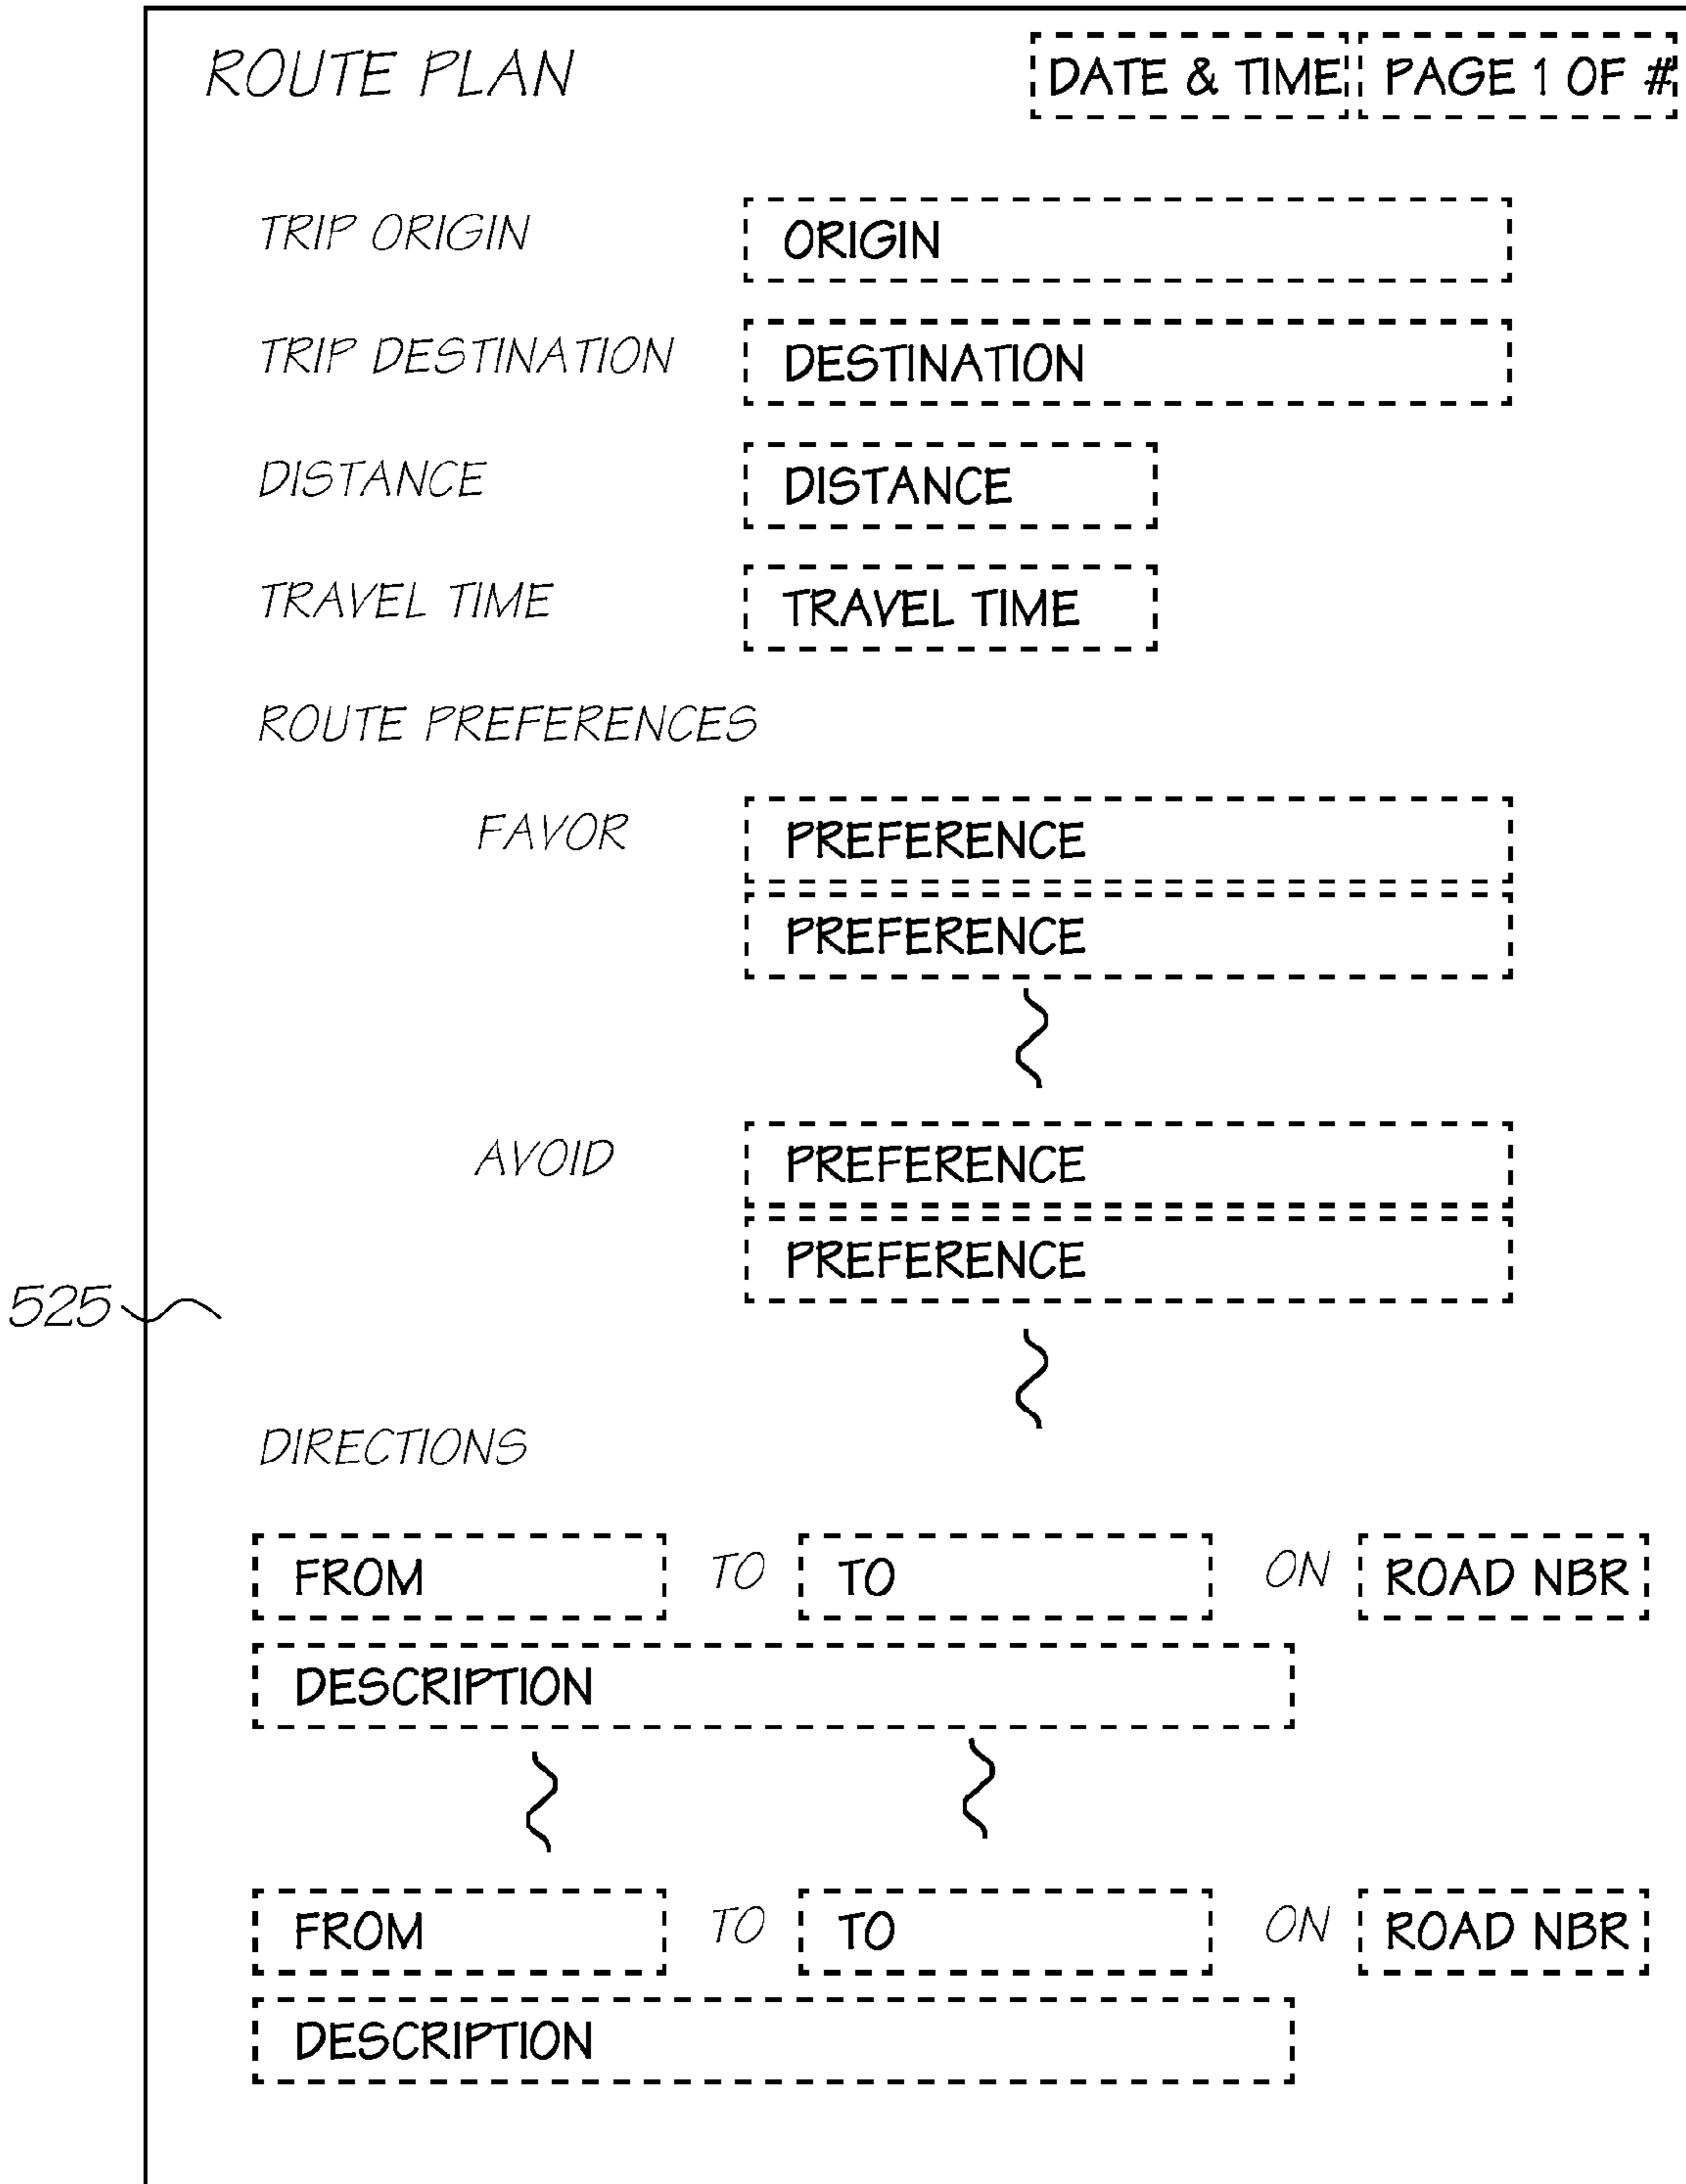 ROUTE PLAN DATE & TIME PAGE 1 OF #
TRIP ORIGIN ORIGIN
TRIP DESTINATION DESTINATION
DISTANCE DISTANCE
TRAVEL TIME TRAVEL TIME
ROUTE PREFERENCES
FAVOR PREFERENCE
PREFERENCE
AVOID PREFERENCE
PREFERENCE
525
DIRECTIONS
FROM TO TO ON ROAD NBR
DESCRIPTION
FROM TO TO ON ROAD NBR
DESCRIPTION